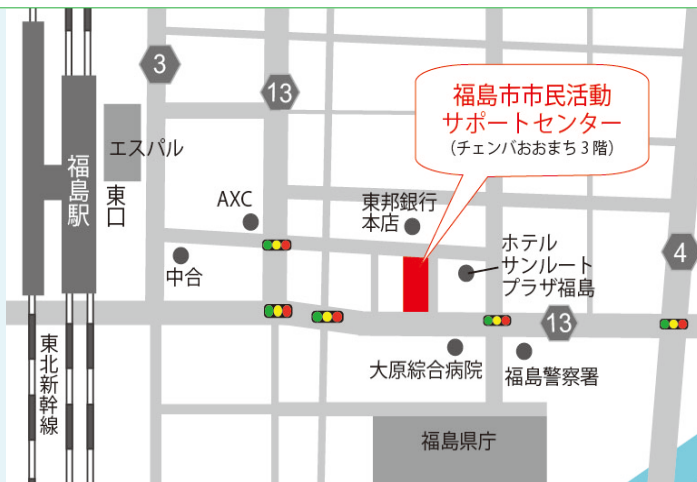 3
13
福島市市民活動
サポートセンター
(チェンバおおまち3階)
エスパル
福島駅
東口
AXC
東邦銀行
本店
中合
ホテル
サンルート
プラザ福島
4
13
東北新幹線
大原綜合病院
福島警察署
福島県庁